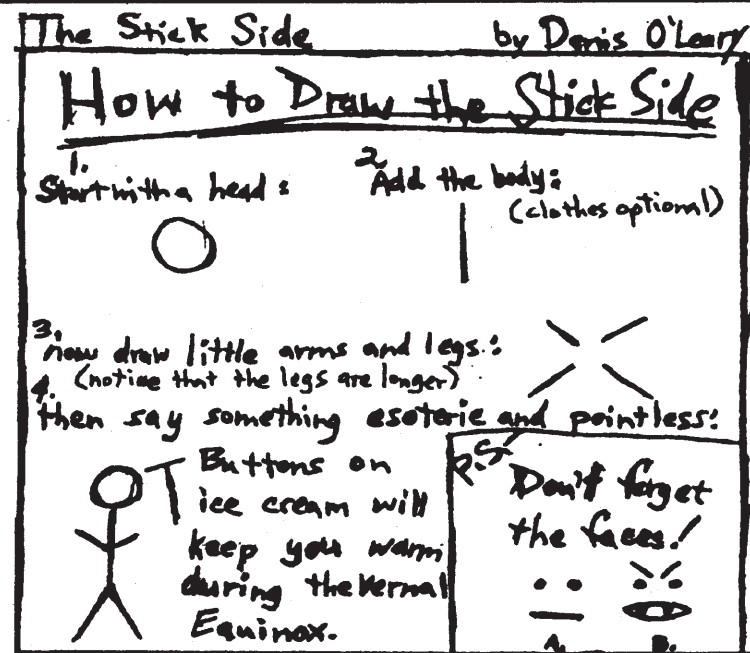 The Stick Side by Denis O'Leary
How to Draw the Stick Side
1.
Start with a head:
2
Add the body:
(clothes optional)
3.
now draw little arms and legs:
(notice that the legs are longer)
4.
then say something esoteric and pointless:
Buttons on
ice cream will
keep you warm
during the Vernal
Equinox.
P.S.
Don't forget
the faces!
A. B.